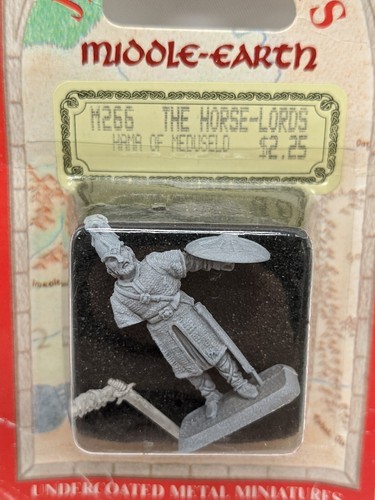 S
MIDDLE-EARTH
M266 THE HORSE-LORDS
HAMA OF MEDUSELD $2.25
UNDERCOATED METAL MINIATURES